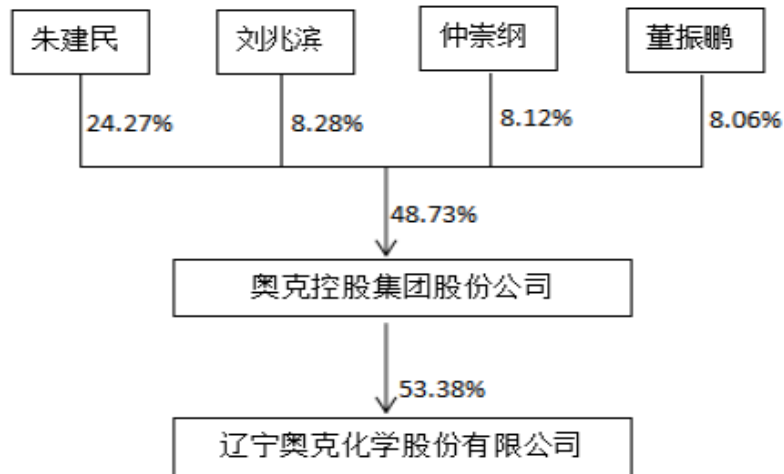 朱建民
刘兆滨
仲崇纲
董振鹏
24.27%
8.28%
8.12%
8.06%
48.73%
奥克控股集团股份公司
53.38%
辽宁奥克化学股份有限公司